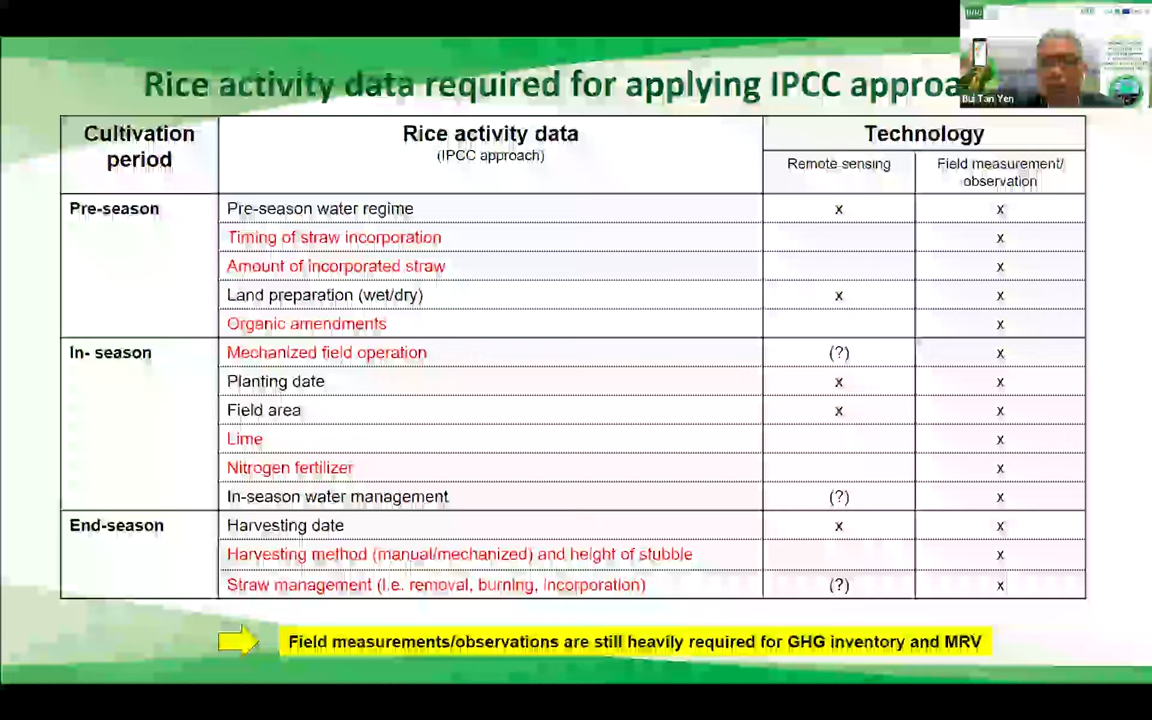 Rice activity data required for applying IPCC approa
Bui Tan Yen
Cultivation period
Rice activity data
(IPCC approach)
Technology
Remote sensing
Field measurement/
observation
Pre-season
Pre-season water regime x x
Timing of straw incorporation x
Amount of incorporated straw x
Land preparation (wet/dry) x x
Organic amendments x
In- season
Mechanized field operation (?) x
Planting date x x
Field area x x
Lime x
Nitrogen fertilizer x
In-season water management (?) x
End-season
Harvesting date x x
Harvesting method (manual/mechanized) and height of stubble x
Straw management (i.e. removal, burning, incorporation) (?) x
Field measurements/observations are still heavily required for GHG inventory and MRV